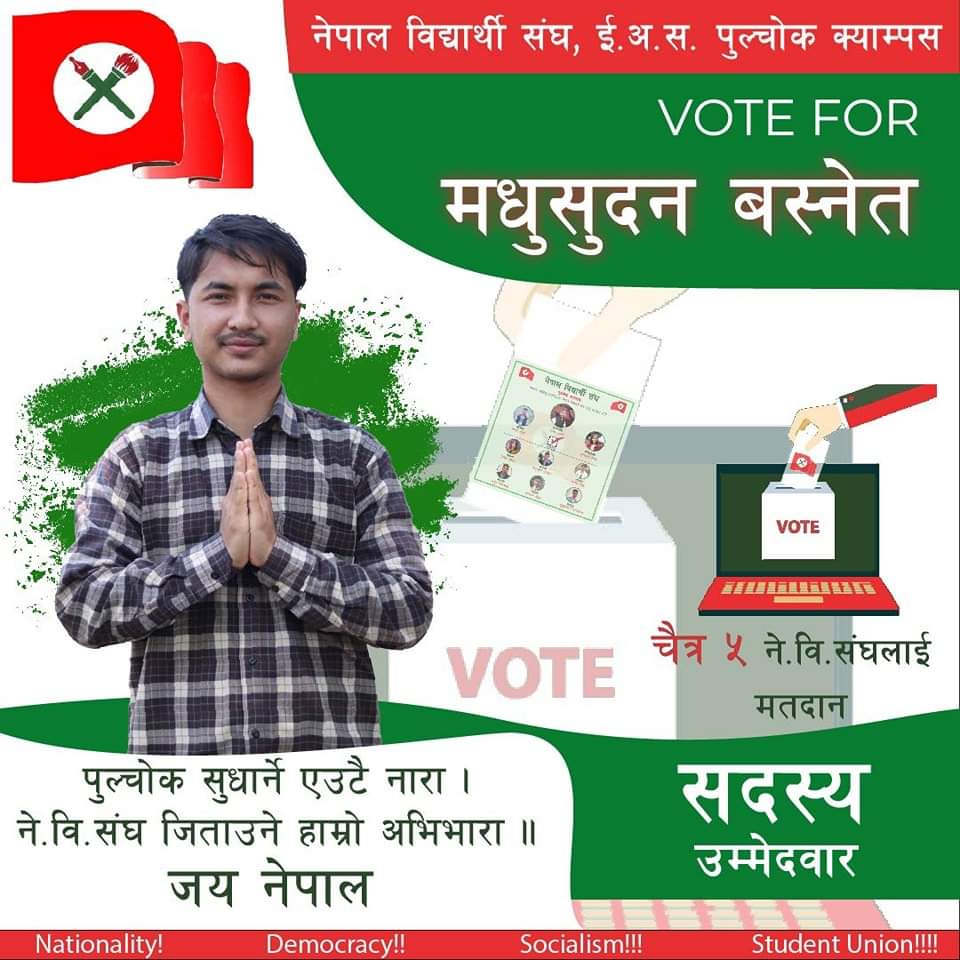 नेपाल विद्यार्थी संघ, ई.अ.स. पुल्चोक क्याम्पस
VOTE FOR
मधुसुदन बस्नेत
नेपाल विद्यार्थी संघ
VOTE
VOTE
चैत्र ५ ने.वि.संघलाई
मतदान
पुल्चोक सुधार्ने एउटै नारा ।
ने.वि.संघ जिताउने हाम्रो अभिभारा ॥
जय नेपाल
सदस्य
उम्मेदवार
Nationality! Democracy!! Socialism!!! Student Union!!!!